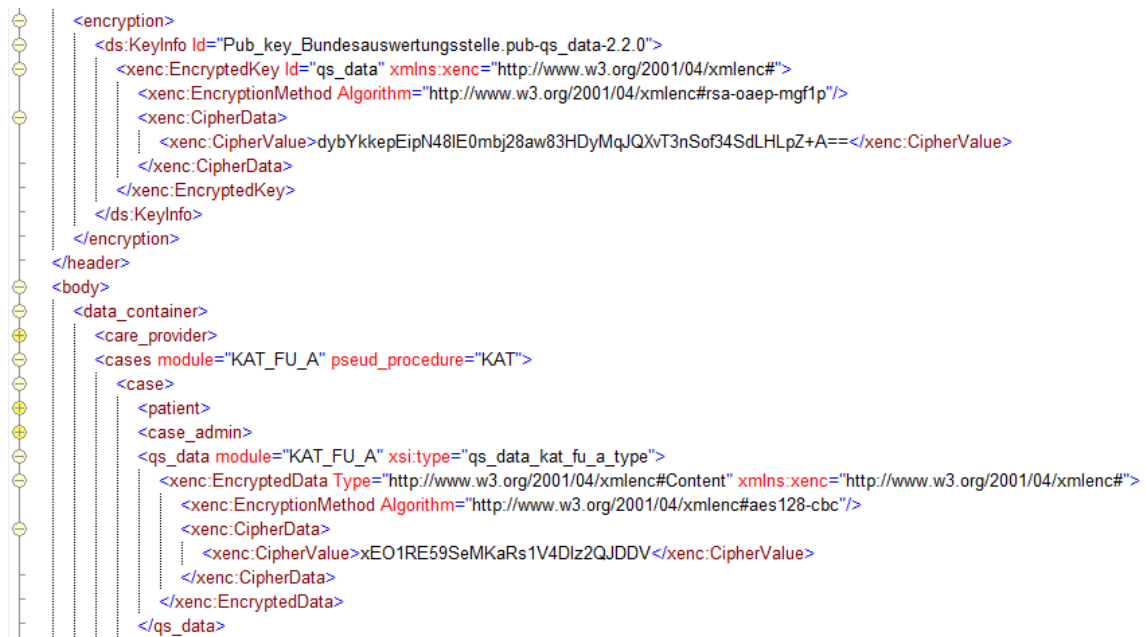 <encryption>
<ds:KeyInfo Id="Pub_key_Bundesauswertungsstelle.pub-qs_data-2.2.0">
<xenc:EncryptedKey Id="qs_data" xmlns:xenc="http://www.w3.org/2001/04/xmlenc#">
<xenc:EncryptionMethod Algorithm="http://www.w3.org/2001/04/xmlenc#rsa-oaep-mgf1p"/>
<xenc:CipherData>
<xenc:CipherValue>dybYkkepEipN48lE0mbj28aw83HDyMqJQXvT3nSof34SdLHLpZ+A==</xenc:CipherValue>
</xenc:CipherData>
</xenc:EncryptedKey>
</ds:KeyInfo>
</encryption>
</header>
<body>
<data_container>
<care_provider>
<cases module="KAT_FU_A" pseud_procedure="KAT">
<case>
<patient>
<case_admin>
<qs_data module="KAT_FU_A" xsi:type="qs_data_kat_fu_a_type">
<xenc:EncryptedData Type="http://www.w3.org/2001/04/xmlenc#Content" xmlns:xenc="http://www.w3.org/2001/04/xmlenc#">
<xenc:EncryptionMethod Algorithm="http://www.w3.org/2001/04/xmlenc#aes128-cbc"/>
<xenc:CipherData>
<xenc:CipherValue>xEO1RE59SeMKaRs1V4DIz2QJDDV</xenc:CipherValue>
</xenc:CipherData>
</xenc:EncryptedData>
</qs_data>